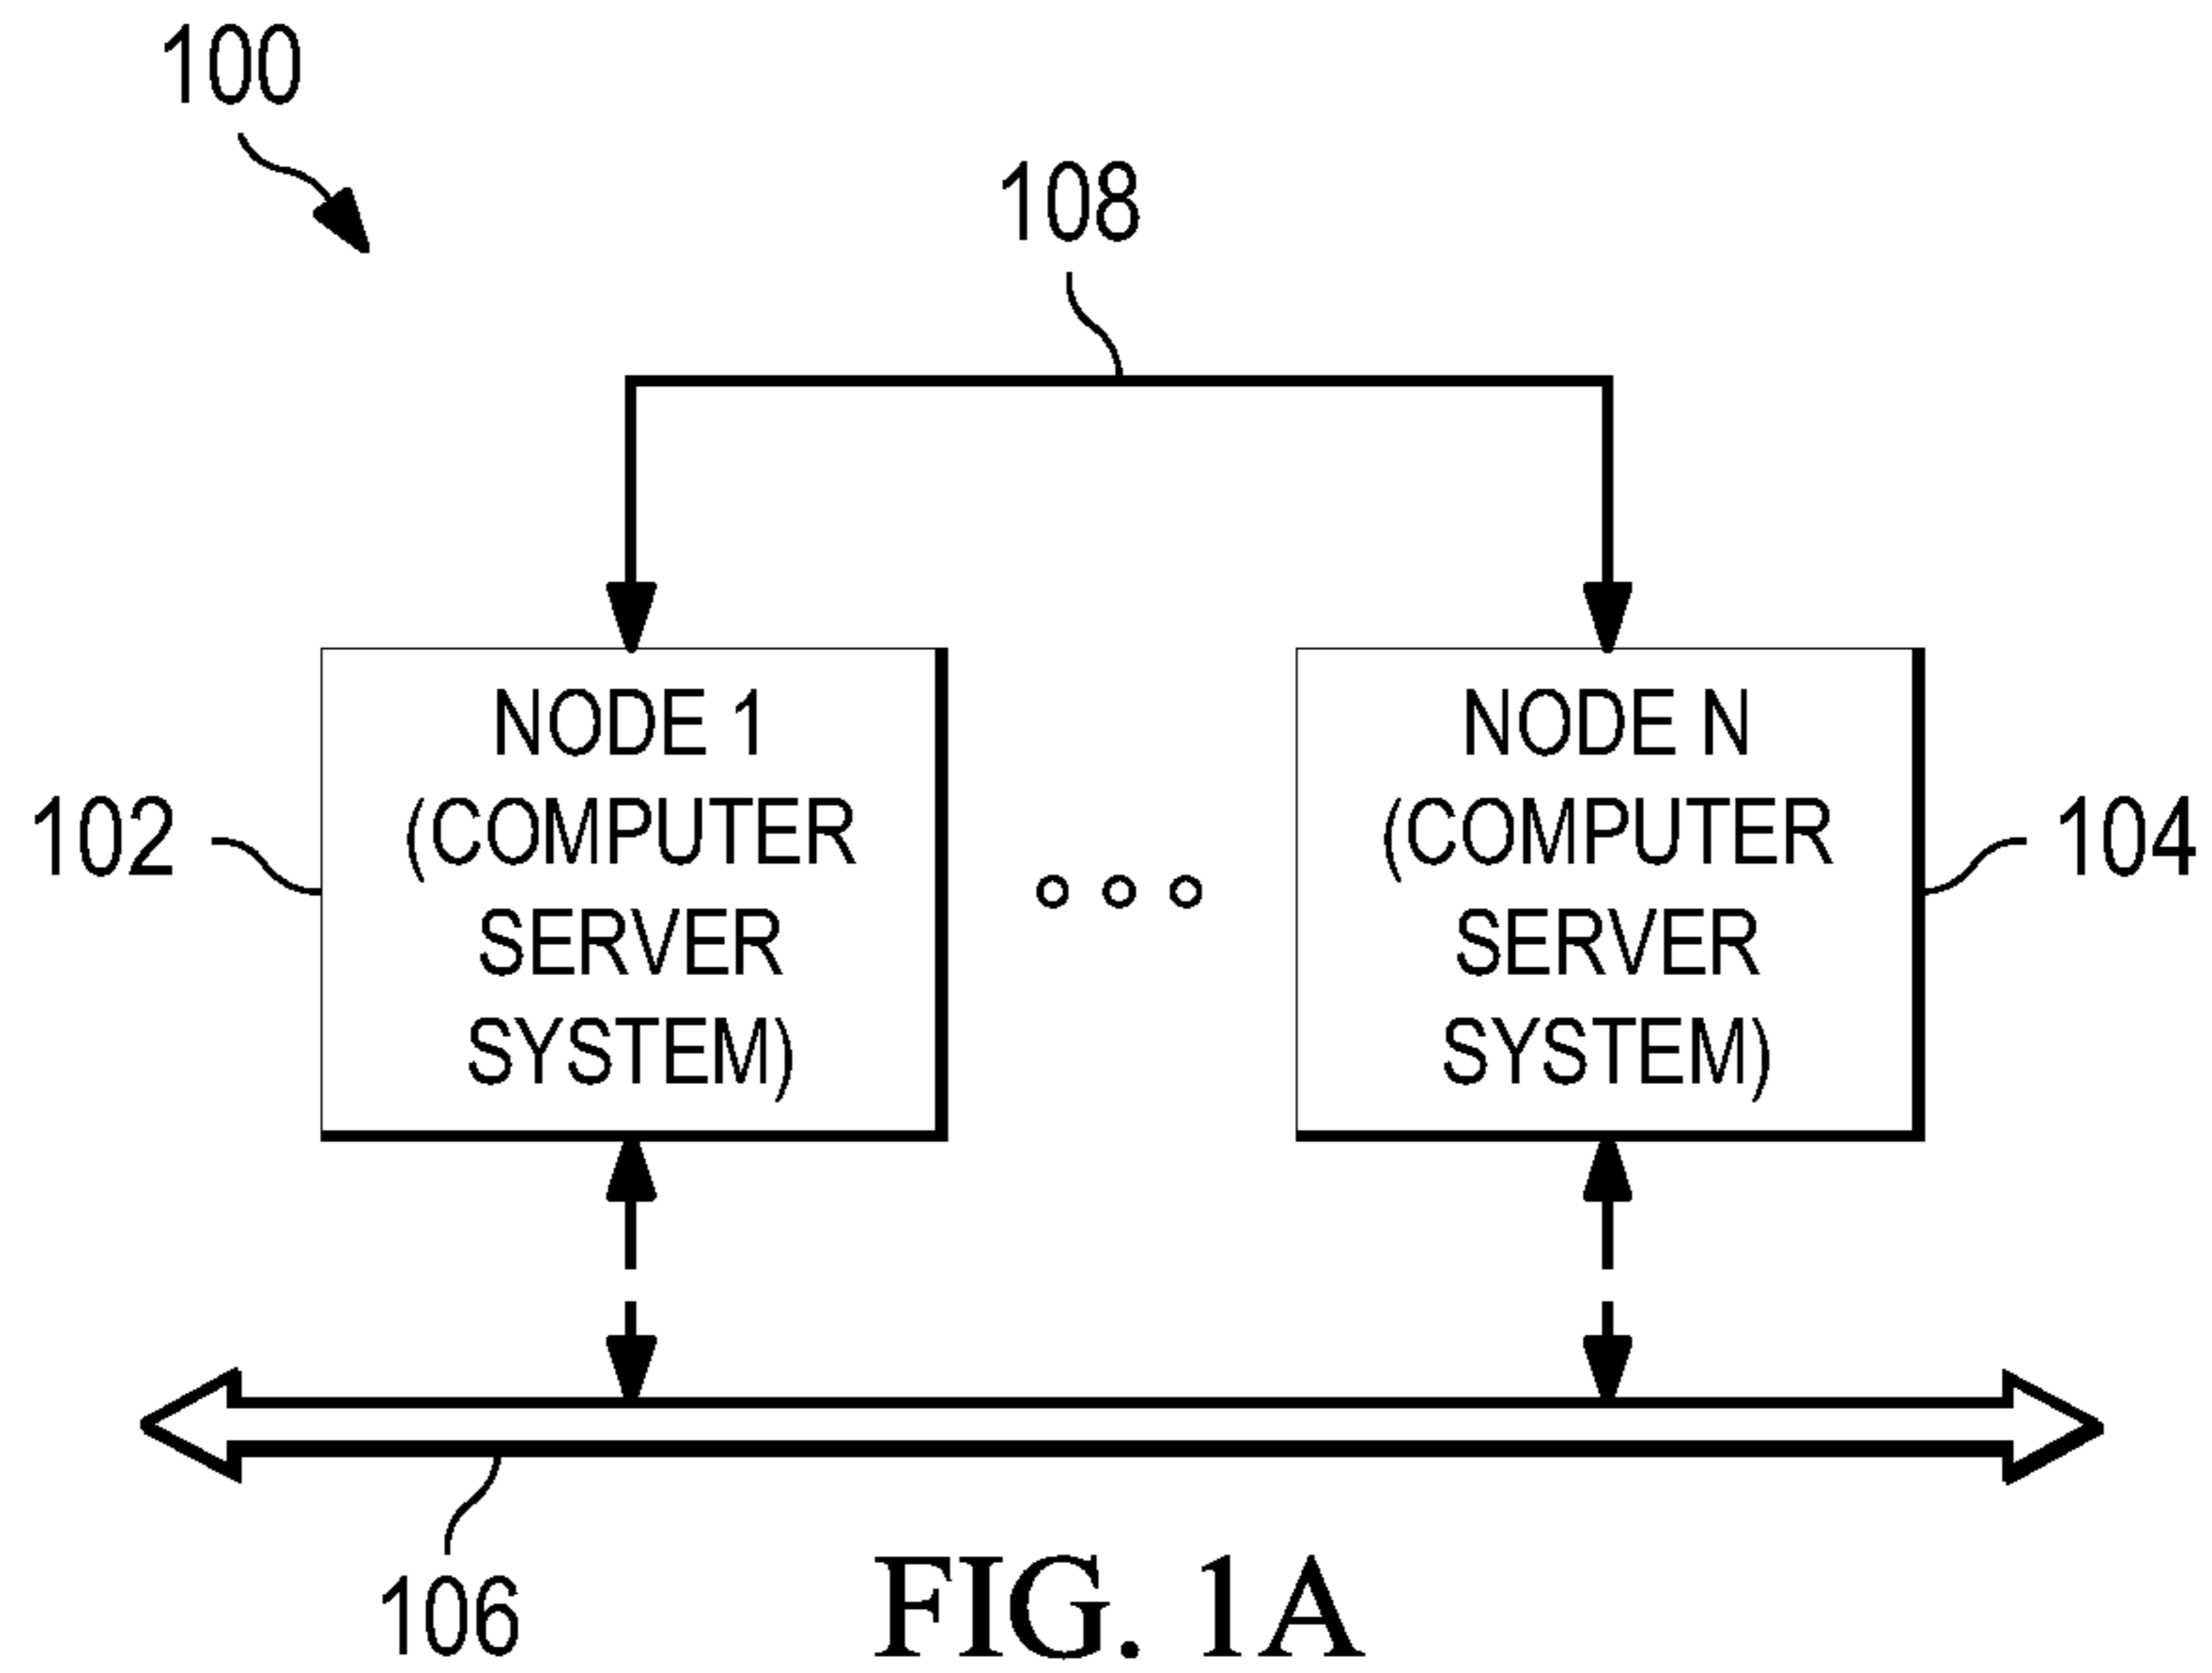 100
108
NODE 1
(COMPUTER
SERVER
SYSTEM)
NODE N
(COMPUTER
SERVER
SYSTEM)
102
104
106
FIG. 1A